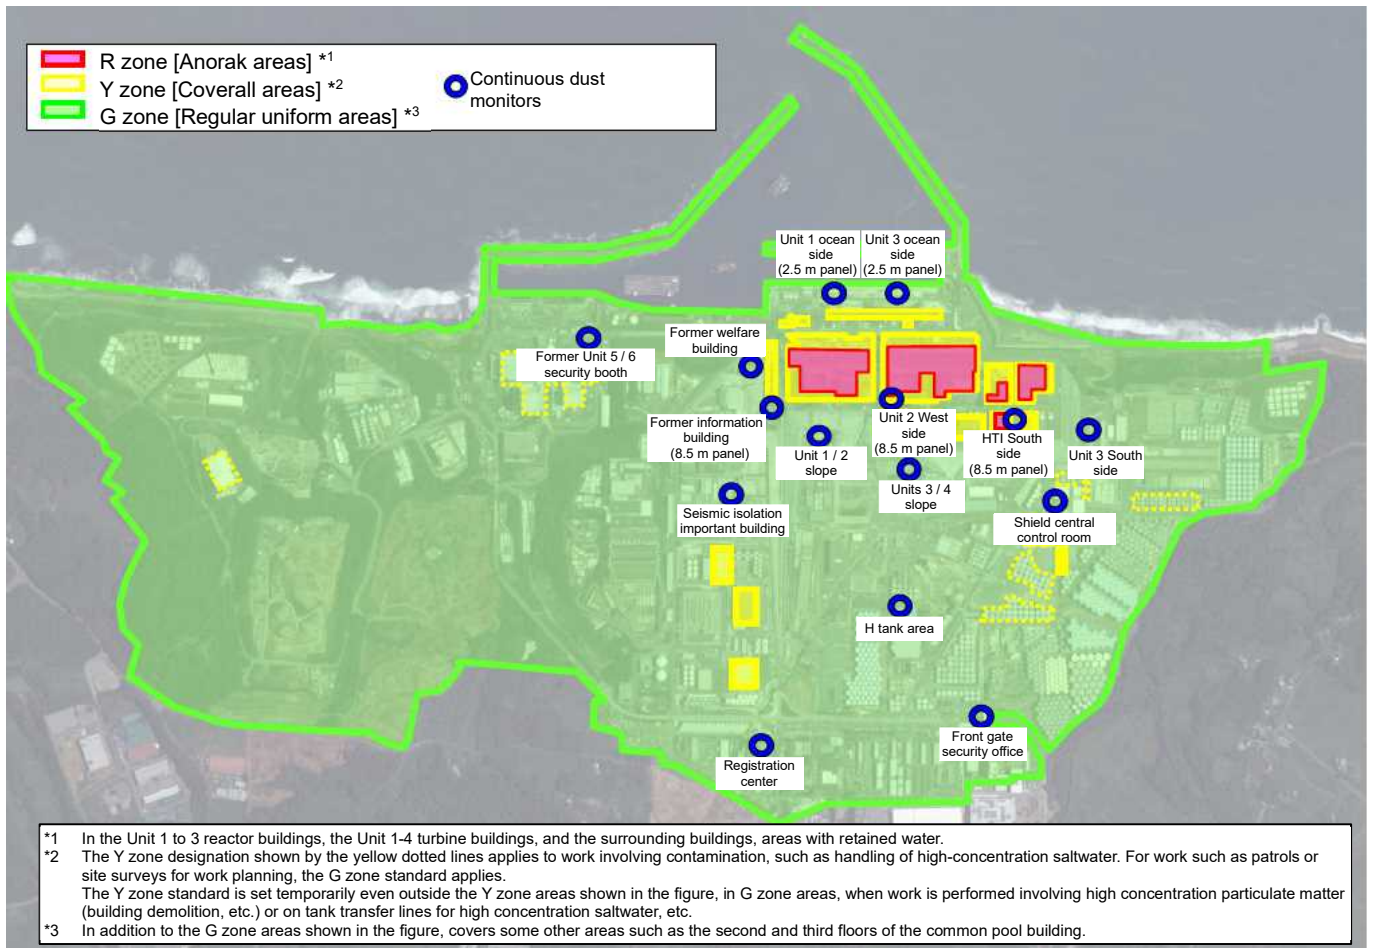 R zone [Anorak areas] *1
Y zone [Coverall areas] *2
G zone [Regular uniform areas] *3
Continuous dust
monitors
Unit 1 ocean
side
(2.5 m panel)
Unit 3 ocean
side
(2.5 m panel)
Former welfare
building
Former Unit 5 / 6
security booth
Former information
building
(8.5 m panel)
Unit 1 / 2
slope
Unit 2 West
side
(8.5 m panel)
HTI South
side
(8.5 m panel)
Unit 3 South
side
Units 3 / 4
slope
Seismic isolation
important building
Shield central
control room
H tank area
Front gate
security office
Registration
center
*1 In the Unit 1 to 3 reactor buildings, the Unit 1-4 turbine buildings, and the surrounding buildings, areas with retained water.
*2 The Y zone designation shown by the yellow dotted lines applies to work involving contamination, such as handling of high-concentration saltwater. For work such as patrols or
site surveys for work planning, the G zone standard applies.
The Y zone standard is set temporarily even outside the Y zone areas shown in the figure, in G zone areas, when work is performed involving high concentration particulate matter
(building demolition, etc.) or on tank transfer lines for high concentration saltwater, etc.
*3 In addition to the G zone areas shown in the figure, covers some other areas such as the second and third floors of the common pool building.